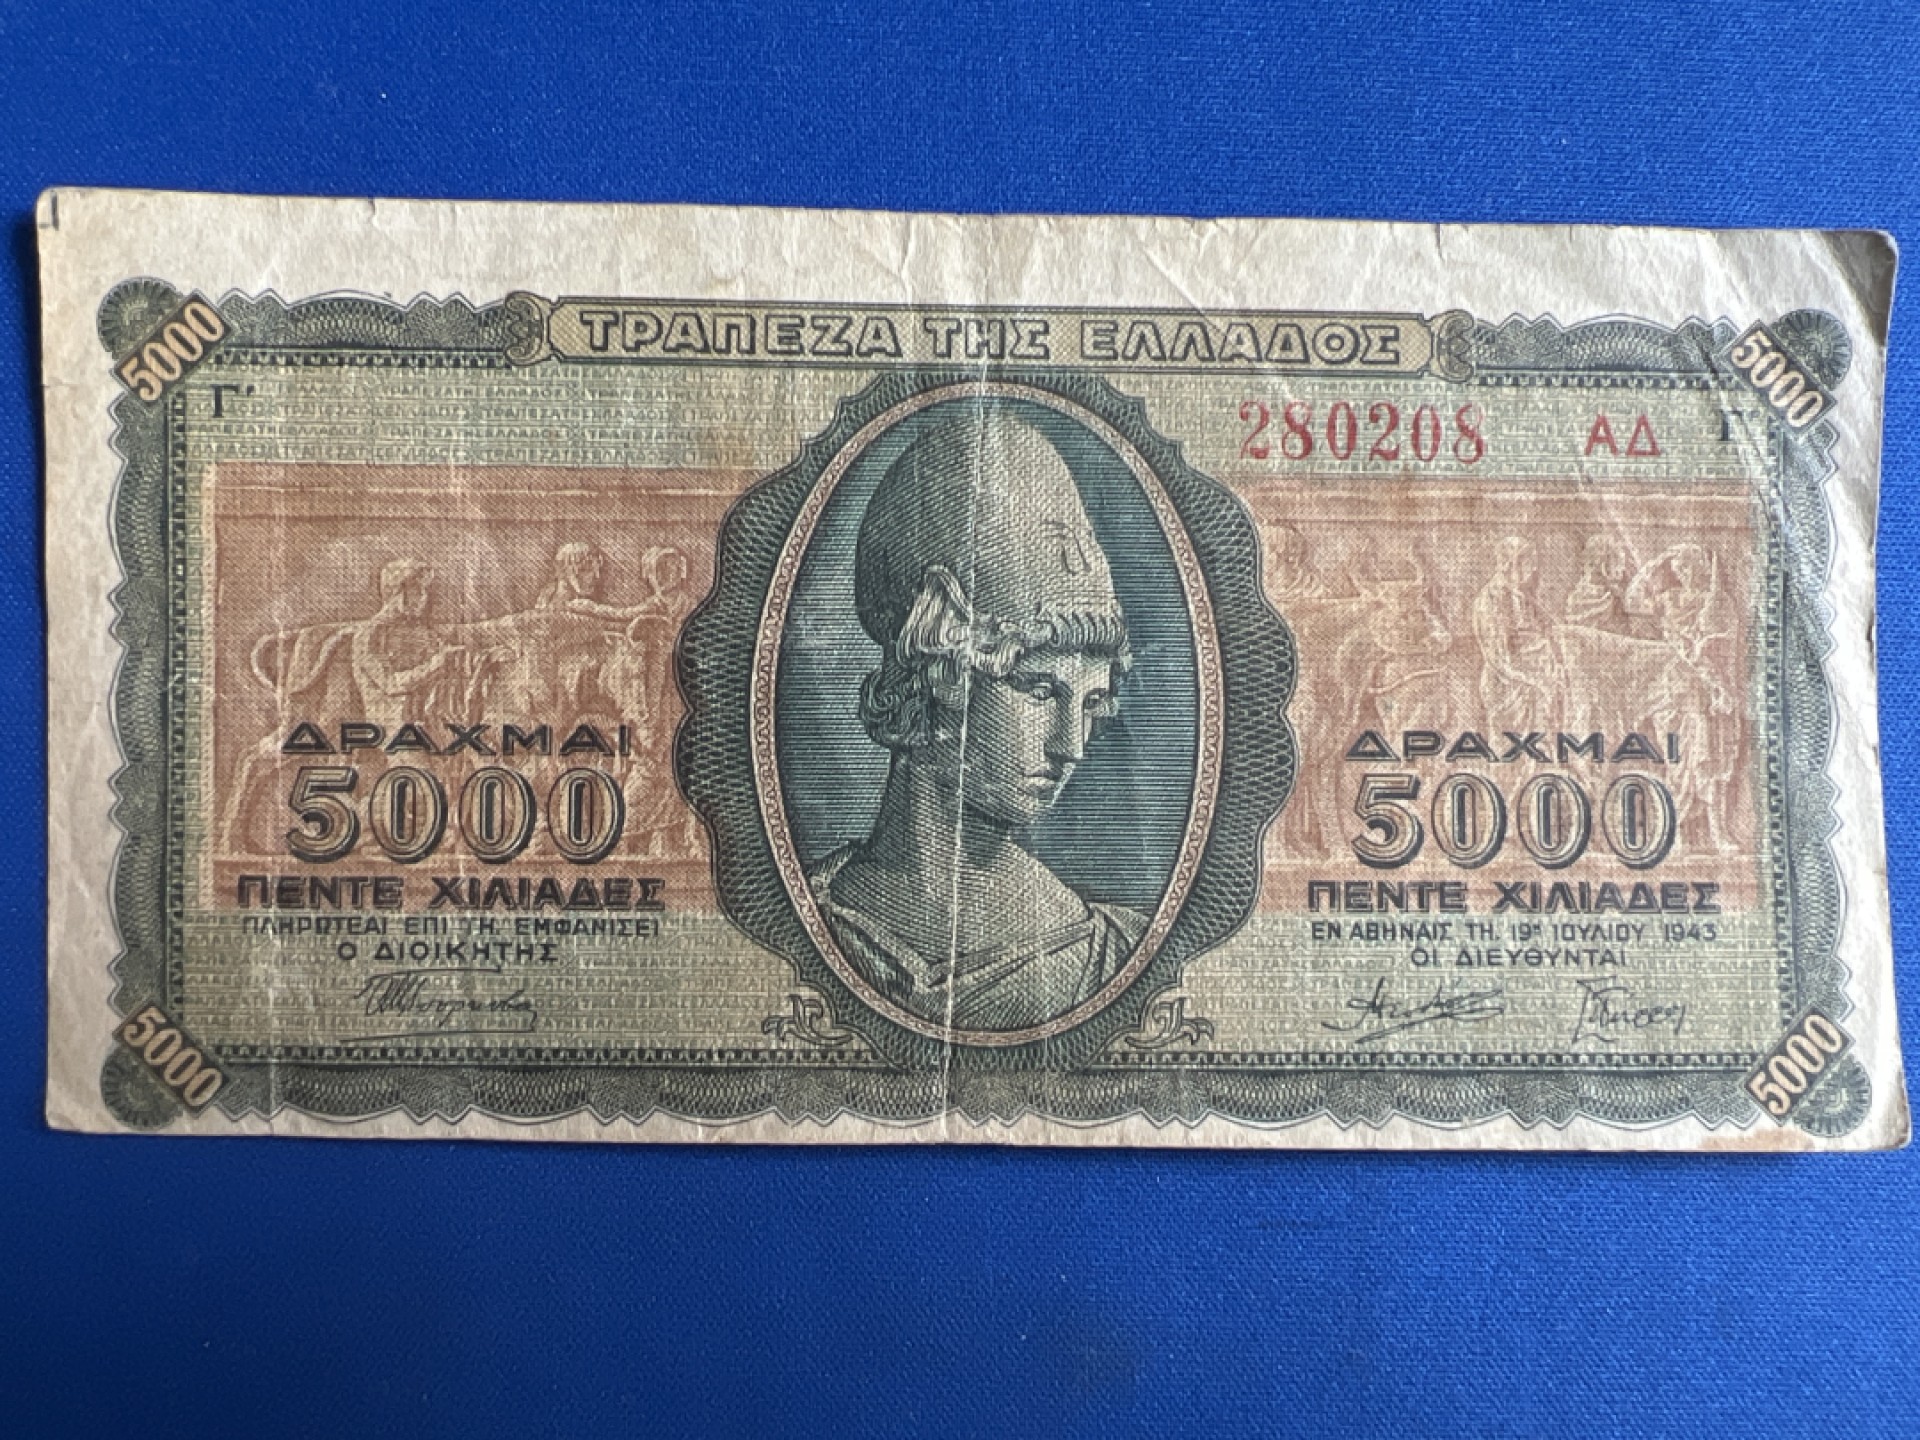 ΤΡΑΠΕΖΑ ΤΗΣ ΕΛΛΑΔΟΣ
5000
5000
Γ'
280208 ΑΔ
Γ
ΔΡΑΧΜΑΙ
5000
ΠΕΝΤΕ ΧΙΛΙΑΔΕΣ
ΠΛΗΡΩΤΕΑΙ ΕΠΙ ΤΗ. ΕΜΦΑΝΙΣΕΙ
Ο ΔΙΟΙΚΗΤΗΣ
ΔΡΑΧΜΑΙ
5000
ΠΕΝΤΕ ΧΙΛΙΑΔΕΣ
ΕΝ ΑΘΗΝΑΙΣ ΤΗ. 19ῃ ΙΟΥΛΙΟΥ 1943
ΟΙ ΔΙΕΥΘΥΝΤΑΙ
5000
5000